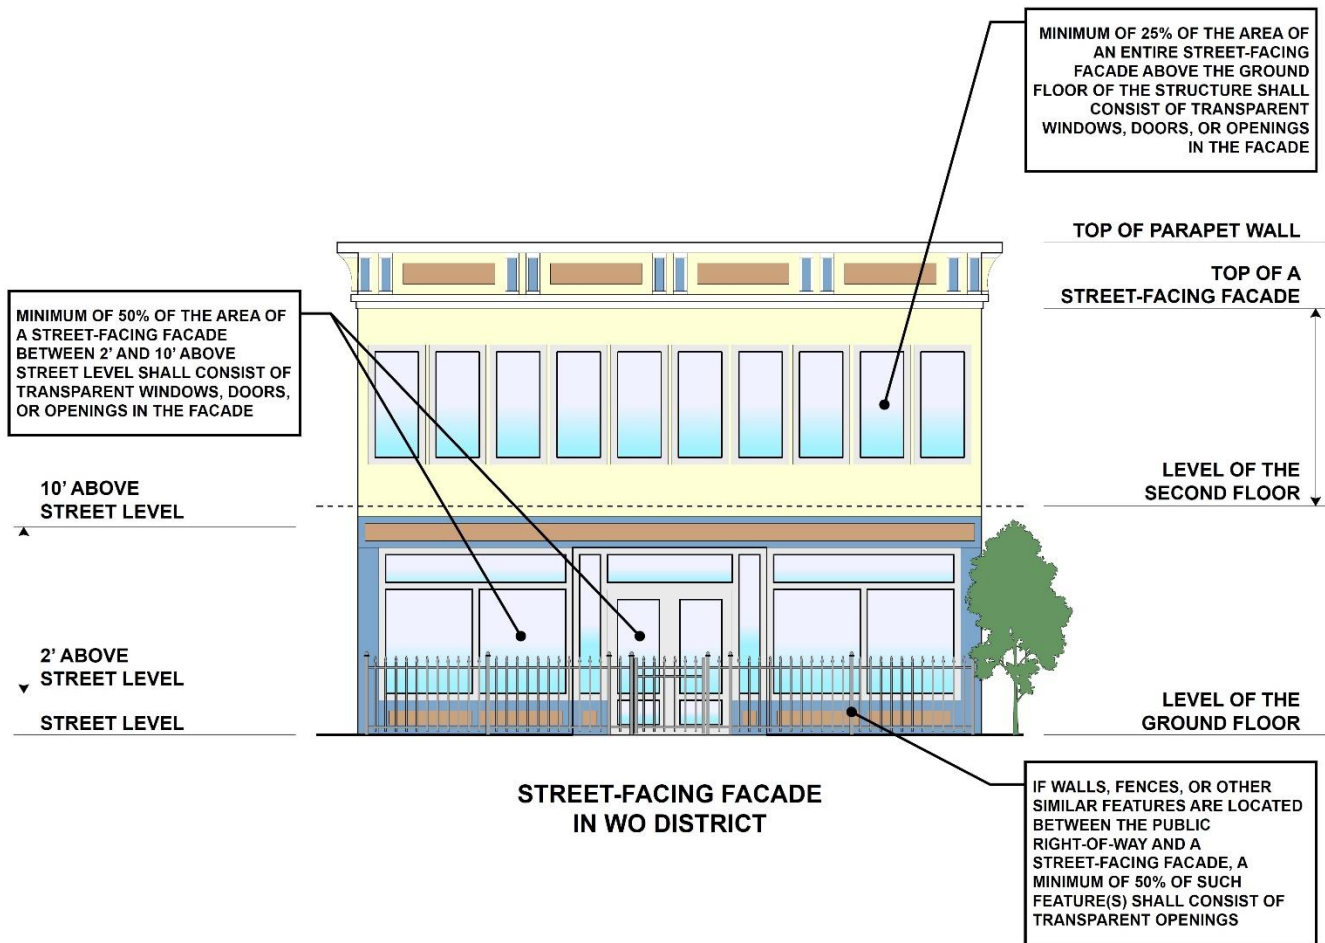 MINIMUM OF 25% OF THE AREA OF
AN ENTIRE STREET-FACING
FACADE ABOVE THE GROUND
FLOOR OF THE STRUCTURE SHALL
CONSIST OF TRANSPARENT
WINDOWS, DOORS, OR OPENINGS
IN THE FACADE
TOP OF PARAPET WALL
TOP OF A
STREET-FACING FACADE
MINIMUM OF 50% OF THE AREA OF
A STREET-FACING FACADE
BETWEEN 2' AND 10' ABOVE
STREET LEVEL SHALL CONSIST OF
TRANSPARENT WINDOWS, DOORS,
OR OPENINGS IN THE FACADE
LEVEL OF THE
SECOND FLOOR
10' ABOVE
STREET LEVEL
2' ABOVE
STREET LEVEL
STREET LEVEL
LEVEL OF THE
GROUND FLOOR
STREET-FACING FACADE
IN WO DISTRICT
IF WALLS, FENCES, OR OTHER
SIMILAR FEATURES ARE LOCATED
BETWEEN THE PUBLIC
RIGHT-OF-WAY AND A
STREET-FACING FACADE, A
MINIMUM OF 50% OF SUCH
FEATURE(S) SHALL CONSIST OF
TRANSPARENT OPENINGS